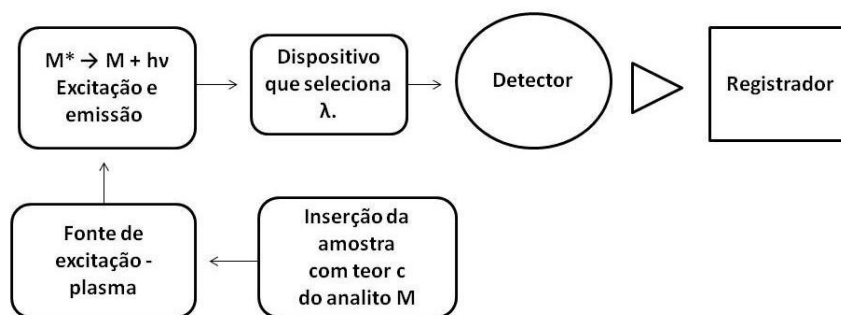 M* → M + hν
Excitação e
emissão
Dispositivo
que seleciona
λ.
Detector
Registrador
Fonte de
excitação -
plasma
Inserção da
amostra
com teor c
do analito M